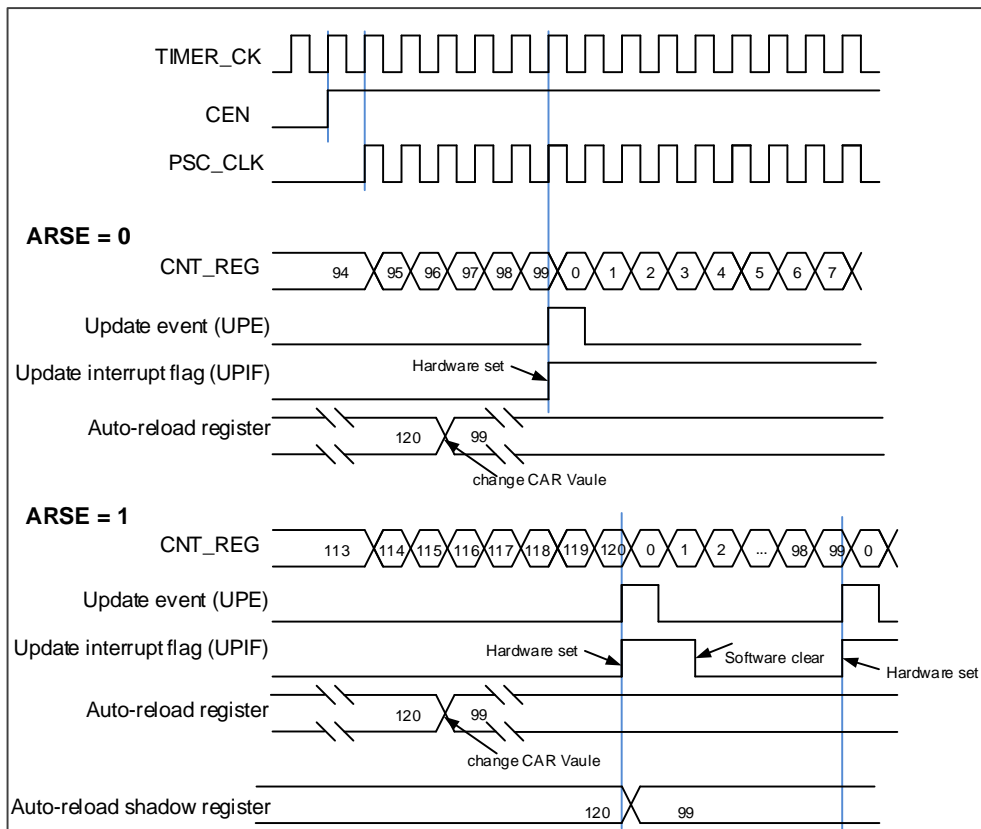 TIMER_CK
CEN
PSC_CLK
ARSE = 0
CNT_REG 94 95 96 97 98 99 0 1 2 3 4 5 6 7
Update event (UPE)
Hardware set
Update interrupt flag (UPIF)
Auto-reload register 120 99
change CAR Vaule
ARSE = 1
CNT_REG 113 114 115 116 117 118 119 120 0 1 2 ... 98 99 0
Update event (UPE)
Update interrupt flag (UPIF) Hardware set Software clear Hardware set
Auto-reload register 120 99
change CAR Vaule
Auto-reload shadow register 120 99